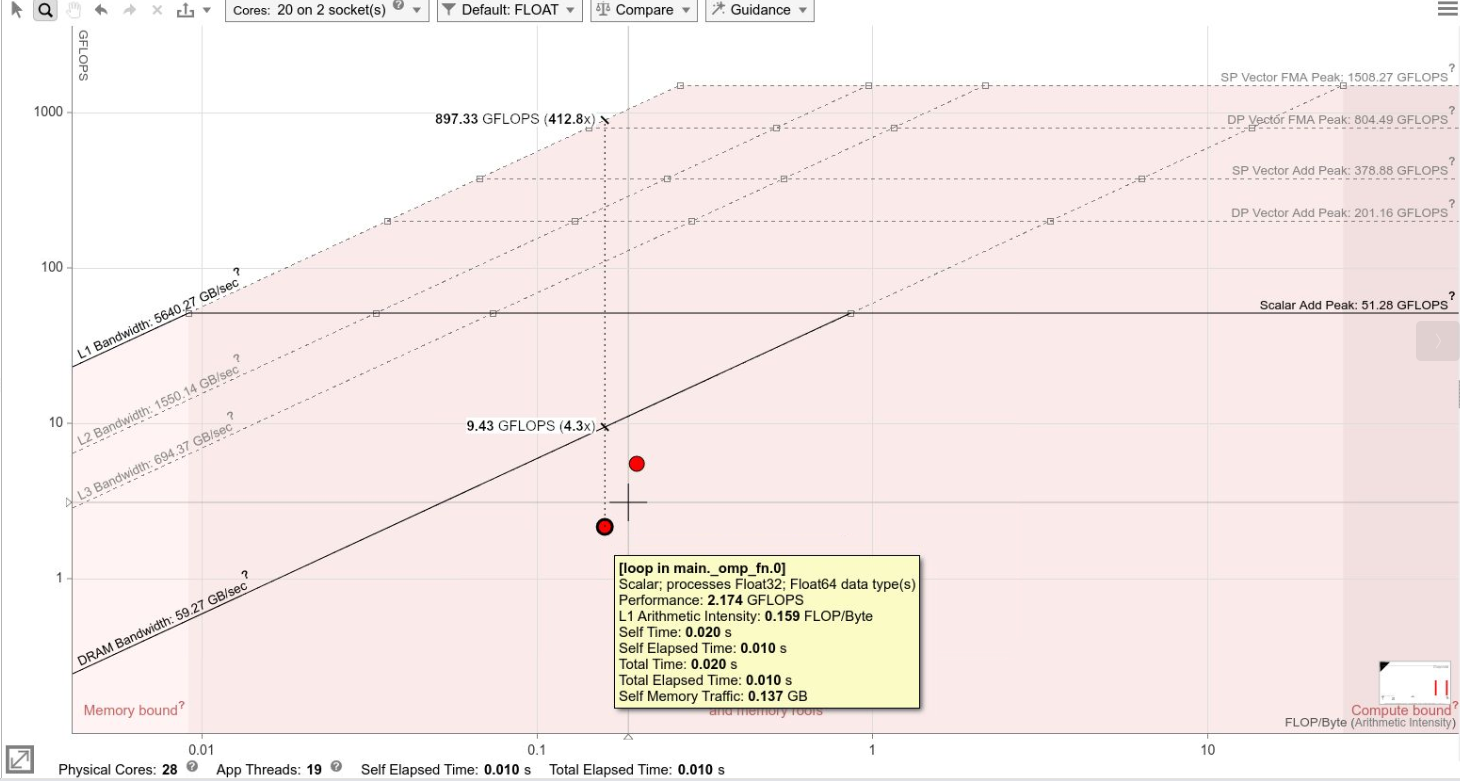 Cores: 20 on 2 socket(s) ?
Default: FLOAT
Compare
Guidance
GFLOPS
SP Vector FMA Peak: 1508.27 GFLOPS ?
1000
897.33 GFLOPS (412.8x)
DP Vector FMA Peak: 804.49 GFLOPS ?
SP Vector Add Peak: 378.88 GFLOPS ?
DP Vector Add Peak: 201.16 GFLOPS ?
100
L1 Bandwidth: 5640.27 GB/sec ?
Scalar Add Peak: 51.28 GFLOPS ?
L2 Bandwidth: 1550.14 GB/sec ?
10
9.43 GFLOPS (4.3x)
L3 Bandwidth: 694.37 GB/sec ?
1
DRAM Bandwidth: 59.27 GB/sec ?
[loop in main._omp_fn.0]
Scalar; processes Float32; Float64 data type(s)
Performance: 2.174 GFLOPS
L1 Arithmetic Intensity: 0.159 FLOP/Byte
Self Time: 0.020 s
Self Elapsed Time: 0.010 s
Total Time: 0.020 s
Total Elapsed Time: 0.010 s
Self Memory Traffic: 0.137 GB
Memory bound ?
and memory roofs
Compute bound ?
FLOP/Byte (Arithmetic Intensity)
0.01
0.1
1
10
Physical Cores: 28 ? App Threads: 19 ? Self Elapsed Time: 0.010 s Total Elapsed Time: 0.010 s